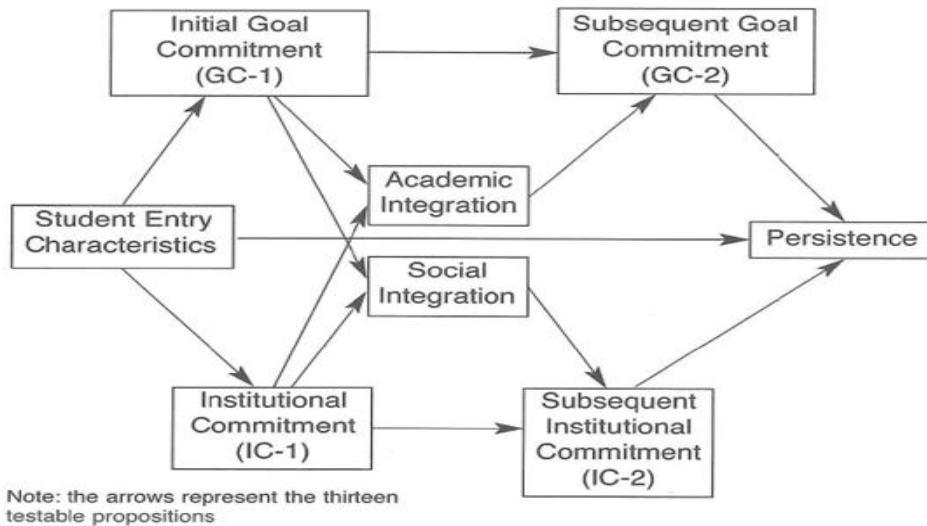 Initial Goal
Commitment
(GC-1)
Subsequent Goal
Commitment
(GC-2)
Academic
Integration
Student Entry
Characteristics
Persistence
Social
Integration
Institutional
Commitment
(IC-1)
Subsequent
Institutional
Commitment
(IC-2)
Note: the arrows represent the thirteen
testable propositions